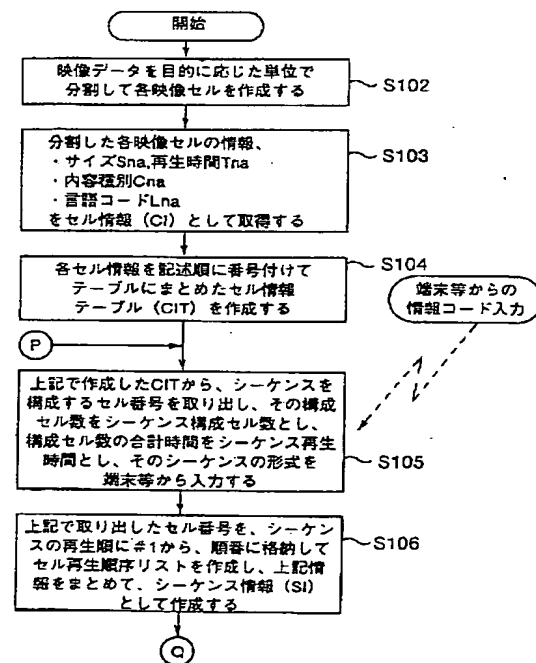 開始
映像データを目的に応じた単位で
分割して各映像セルを作成する
S102
分割した各映像セルの情報、
・サイズSna,再生時間Tna
・内容種別Cna
・言語コードLna
をセル情報(CI)として取得する
S103
各セル情報を記述順に番号付けて
テーブルにまとめたセル情報
テーブル(CIT)を作成する
S104
端末等からの
情報コード入力
P
上記で作成したCITから、シーケンスを
構成するセル番号を取り出し、その構成
セル数をシーケンス構成セル数とし、
構成セル数の合計時間をシーケンス再生
時間とし、そのシーケンスの形式を
端末等から入力する
S105
上記で取り出したセル番号を、シーケン
スの再生順に#1から、順番に格納して
セル再生順序リストを作成し、上記情
報をまとめて、シーケンス情報(SI)
として作成する
S106
Q